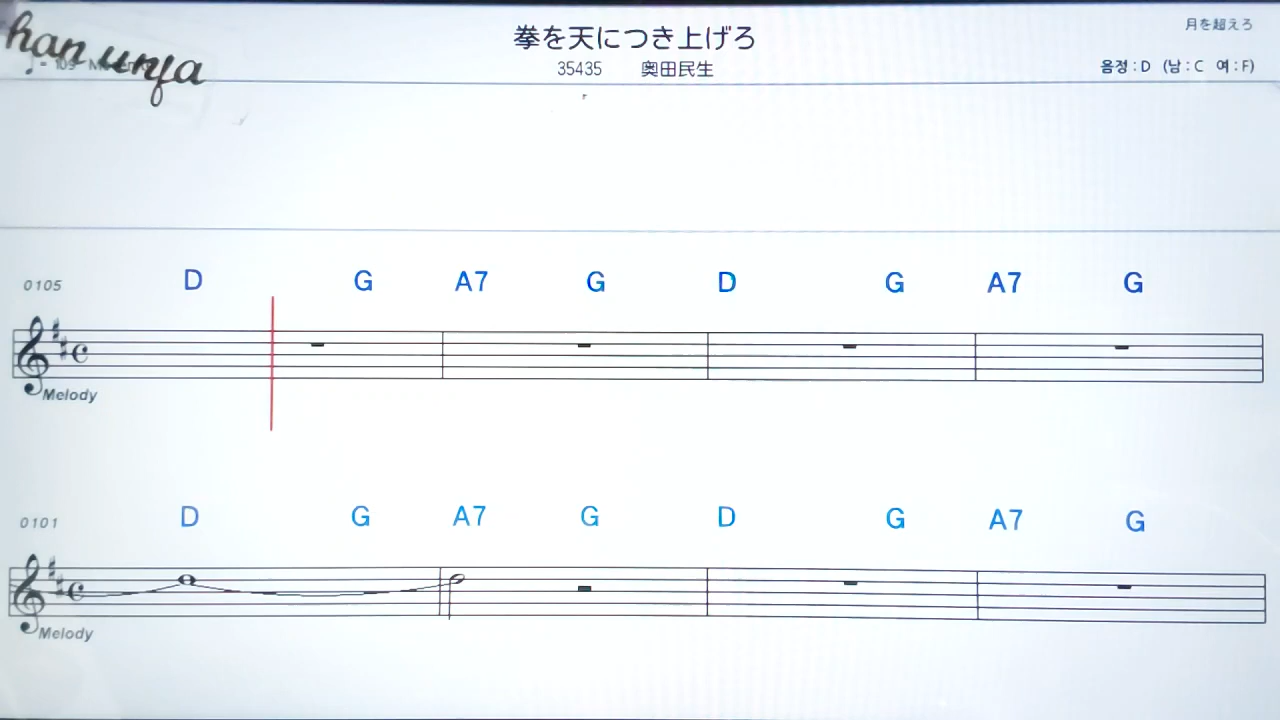 月を超えろ
拳を天につき上げろ
han unfa
35435 奥田民生
음정 : D (남 : C 여 : F)
0105 D G A7 G D G A7 G
Melody
0101 D G A7 G D G A7 G
Melody